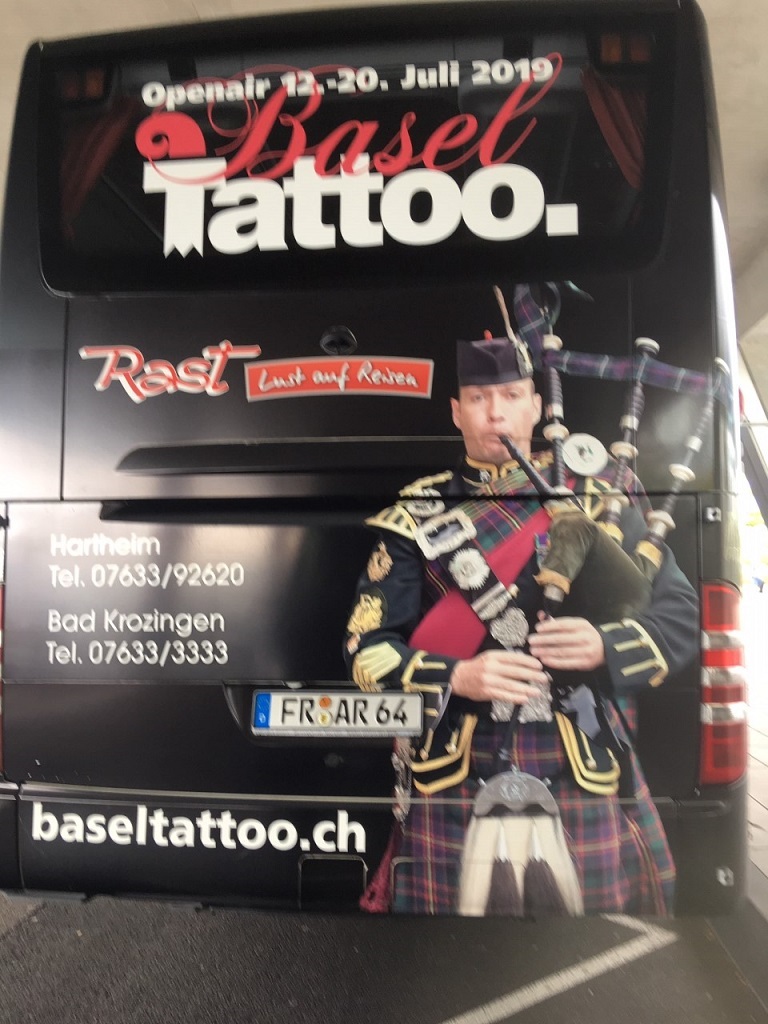 Openair 12.-20. Juli 2019
Basel
Tattoo.
Rast
Lust auf Reisen
Hartheim
Tel. 07633/92620
Bad Krozingen
Tel. 07633/3333
FR AR 64
baseltattoo.ch